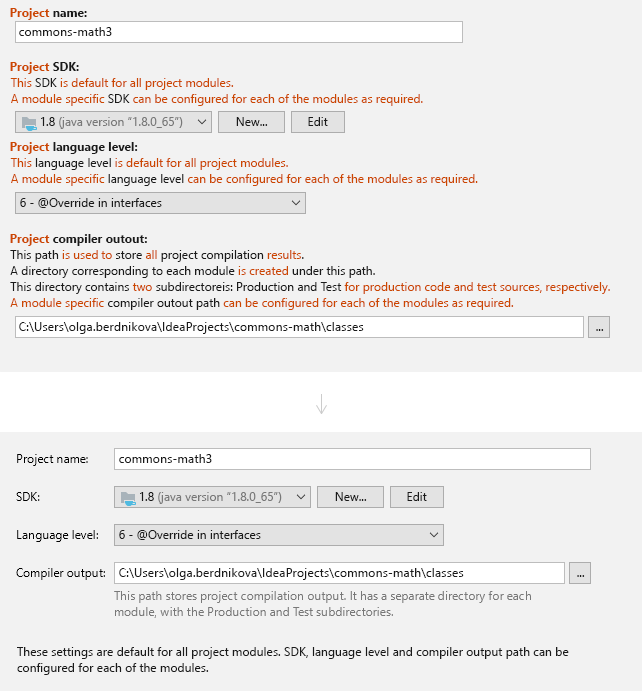 Project name:
commons-math3
Project SDK:
This SDK is default for all project modules.
A module specific SDK can be configured for each of the modules as required.
1.8 (java version "1.8.0_65") New... Edit
Project language level:
This language level is default for all project modules.
A module specific language level can be configured for each of the modules as required.
6 - @Override in interfaces
Project compiler outout:
This path is used to store all project compilation results.
A directory corresponding to each module is created under this path.
This directory contains two subdirectoreis: Production and Test for production code and test sources, respectively.
A module specific compiler outout path can be configured for each of the modules as required.
C:\Users\olga.berdnikova\IdeaProjects\commons-math\classes ...
Project name: commons-math3
SDK: 1.8 (java version "1.8.0_65") New... Edit
Language level: 6 - @Override in interfaces
Compiler output: C:\Users\olga.berdnikova\IdeaProjects\commons-math\classes ...
This path stores project compilation output. It has a separate directory for each
module, with the Production and Test subdirectories.
These settings are default for all project modules. SDK, language level and compiler output path can be
configured for each of the modules.